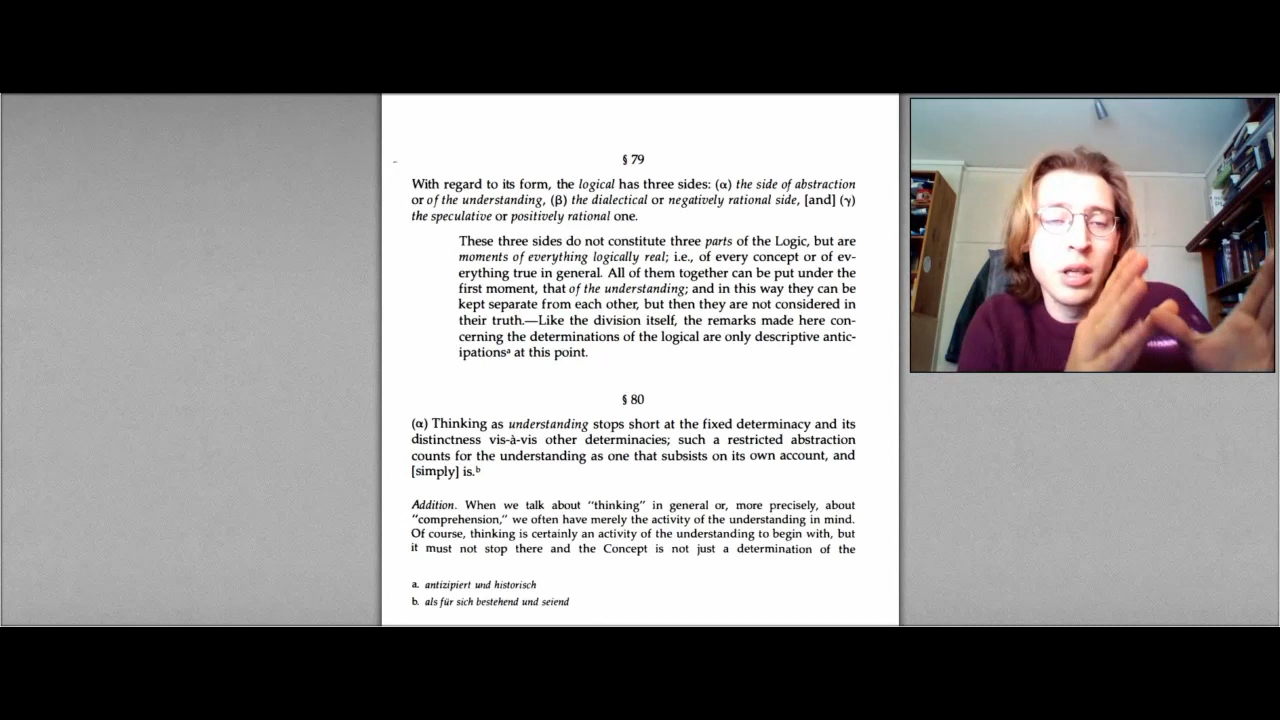 § 79
With regard to its form, the logical has three sides: (α) the side of abstraction
or of the understanding, (β) the dialectical or negatively rational side, [and] (γ)
the speculative or positively rational one.
These three sides do not constitute three parts of the Logic, but are
moments of everything logically real; i.e., of every concept or of ev-
erything true in general. All of them together can be put under the
first moment, that of the understanding; and in this way they can be
kept separate from each other, but then they are not considered in
their truth.—Like the division itself, the remarks made here con-
cerning the determinations of the logical are only descriptive antic-
ipationsª at this point.
§ 80
(α) Thinking as understanding stops short at the fixed determinacy and its
distinctness vis-à-vis other determinacies; such a restricted abstraction
counts for the understanding as one that subsists on its own account, and
[simply] is.ᵇ
Addition. When we talk about “thinking” in general or, more precisely, about
“comprehension,” we often have merely the activity of the understanding in mind.
Of course, thinking is certainly an activity of the understanding to begin with, but
it must not stop there and the Concept is not just a determination of the
a. antizipiert und historisch
b. als für sich bestehend und seiend